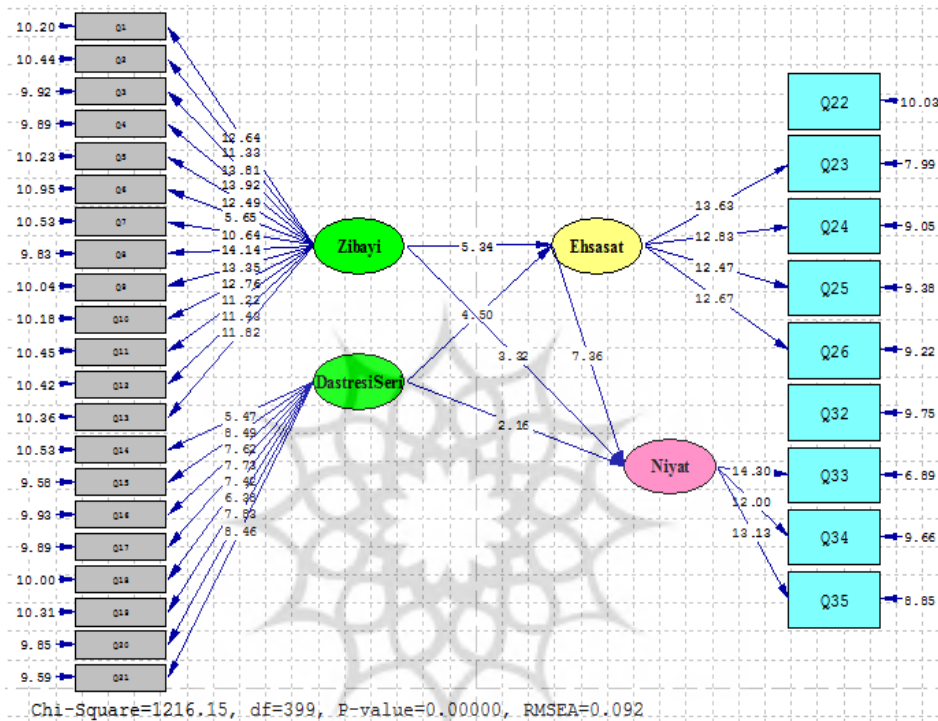 10.20 Q1
10.44 Q2
9.92 Q3
9.89 Q4
10.23 Q5
10.95 Q6
10.53 Q7
9.83 Q8
10.04 Q9
10.18 Q10
10.45 Q11
10.42 Q12
10.36 Q13
10.53 Q14
9.58 Q15
9.93 Q16
9.89 Q17
10.00 Q18
10.31 Q19
9.85 Q20
9.59 Q21
12.64
11.33
13.81
13.92
12.49
5.65
10.64
14.14
13.35
12.76
11.22
11.43
11.82
5.47
8.49
7.62
7.73
7.83
8.46
Zibayi
DastresiSeri
5.34
4.50
3.32
7.36
2.16
Ehsasat
Niyat
13.63
12.83
12.47
12.67
14.30
12.00
13.13
Q22 10.03
Q23 7.99
Q24 9.05
Q25 9.38
Q26 9.22
Q32 9.75
Q33 6.89
Q34 9.66
Q35 8.85
Chi-Square=1216.15, df=399, P-value=0.00000, RMSEA=0.092